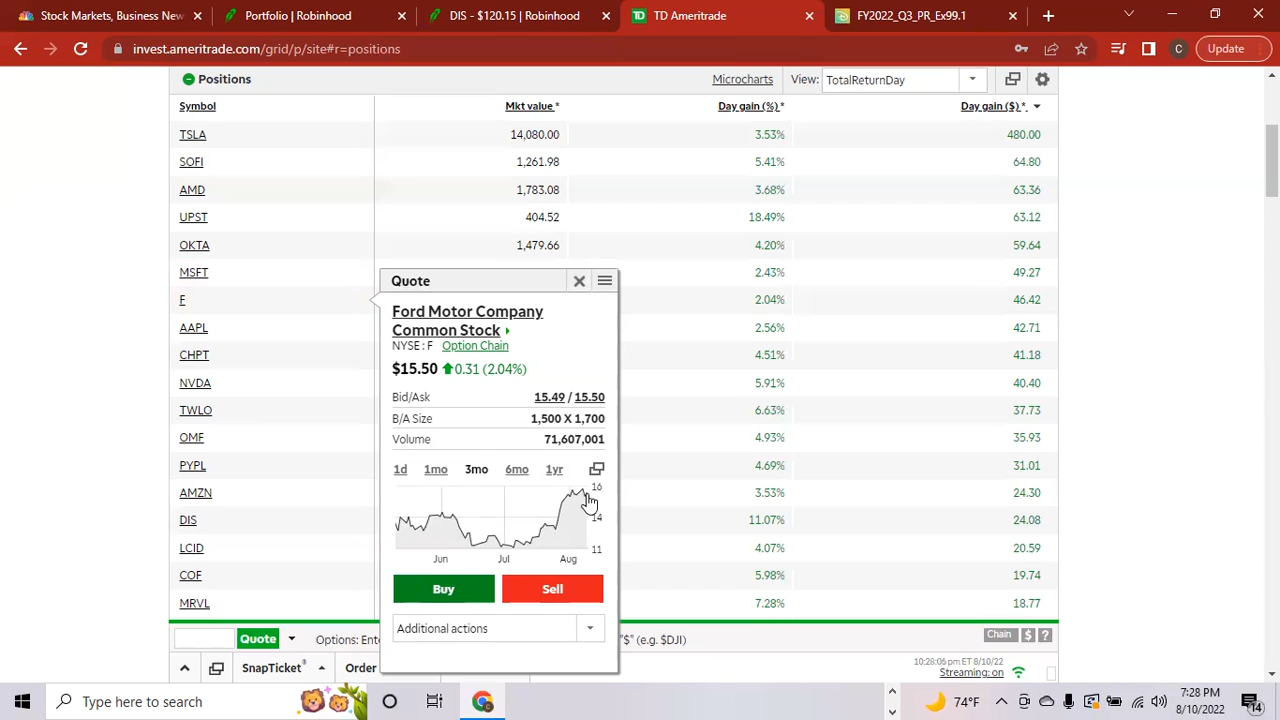 Stock Markets, Business New
Portfolio | Robinhood
DIS - $120.15 | Robinhood
TD Ameritrade
FY2022_Q3_PR_Ex99.1
invest.ameritrade.com/grid/p/site#r=positions
C
Update
Positions
Microcharts
View:
TotalReturnDay
Symbol Mkt value * Day gain (%) * Day gain ($) *
TSLA 14,080.00 3.53% 480.00
SOFI 1,261.98 5.41% 64.80
AMD 1,783.08 3.68% 63.36
UPST 404.52 18.49% 63.12
OKTA 1,479.66 4.20% 59.64
MSFT 2.43% 49.27
F 2.04% 46.42
AAPL 2.56% 42.71
CHPT 4.51% 41.18
NVDA 5.91% 40.40
TWLO 6.63% 37.73
OMF 4.93% 35.93
PYPL 4.69% 31.01
AMZN 3.53% 24.30
DIS 11.07% 24.08
LCID 4.07% 20.59
COF 5.98% 19.74
MRVL 7.28% 18.77
Quote
Ford Motor Company
Common Stock
NYSE : F Option Chain
$15.50 0.31 (2.04%)
Bid/Ask 15.49 / 15.50
B/A Size 1,500 X 1,700
Volume 71,607,001
1d 1mo 3mo 6mo 1yr
16
14
11
Jun Jul Aug
Buy Sell
Additional actions
Quote
Options: Ente
"$" (e.g. $DJI)
Chain $ ?
SnapTicket®
Order
10:28:06 pm ET 8/10/22
Streaming: on
Type here to search
74°F
7:28 PM
8/10/2022
14